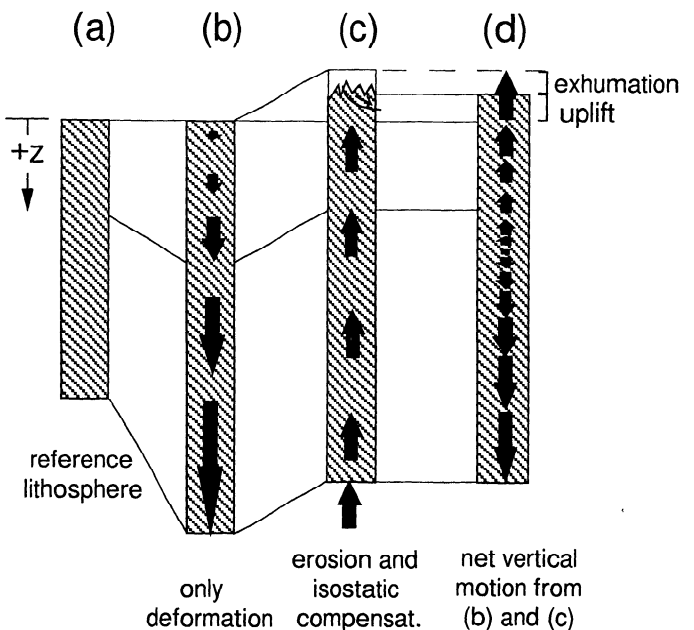 (a)
(b)
(c)
(d)
exhumation
uplift
+z
reference
lithosphere
only
deformation
erosion and
isostatic
compensat.
net vertical
motion from
(b) and (c)